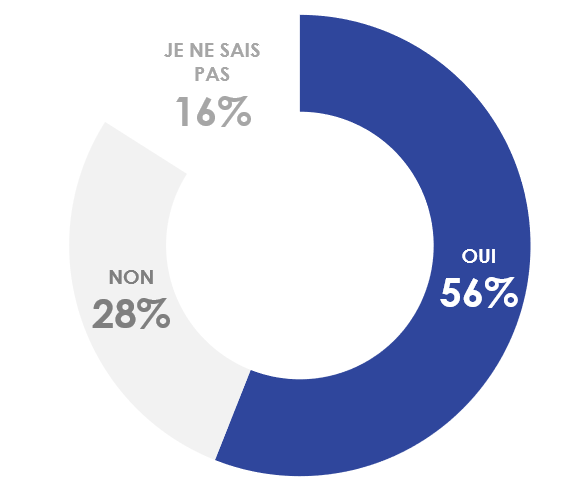 JE NE SAIS
PAS
16%
OUI
56%
NON
28%